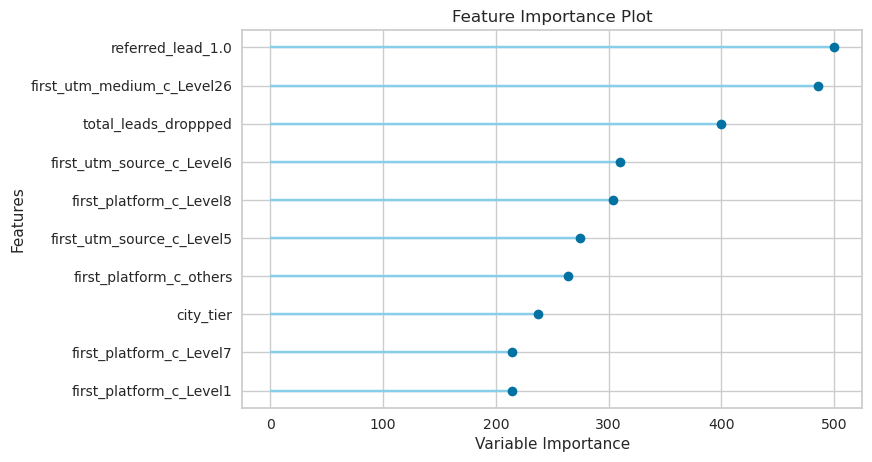 Feature Importance Plot
referred_lead_1.0
first_utm_medium_c_Level26
total_leads_droppped
first_utm_source_c_Level6
first_platform_c_Level8
first_utm_source_c_Level5
first_platform_c_others
city_tier
first_platform_c_Level7
first_platform_c_Level1
Features
0 100 200 300 400 500
Variable Importance